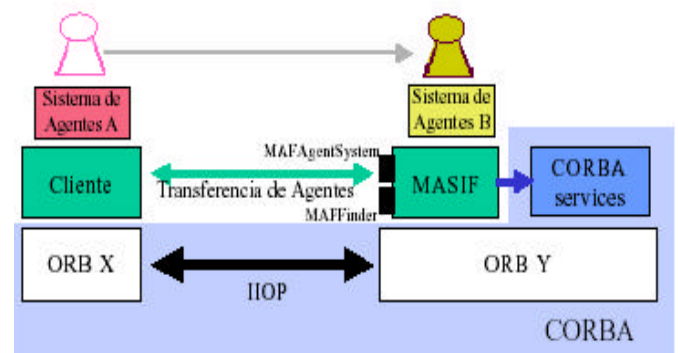 Sistema de
Agentes A
Sistema de
Agentes B
MAFAgentSystem
Cliente
Transferencia de Agentes
MAFFinder
MASIF
CORBA
services
ORB X
IIOP
ORB Y
CORBA